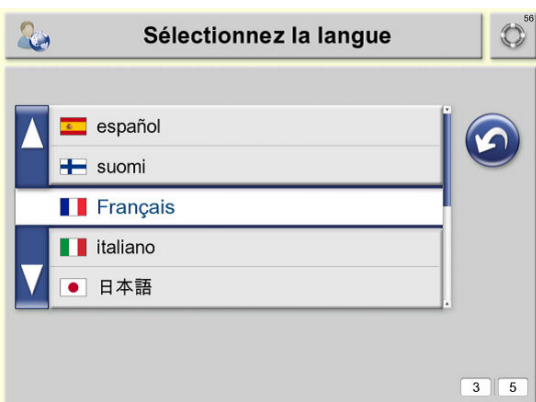 Sélectionnez la langue
56
español
suomi
Français
italiano
日本語
3 5